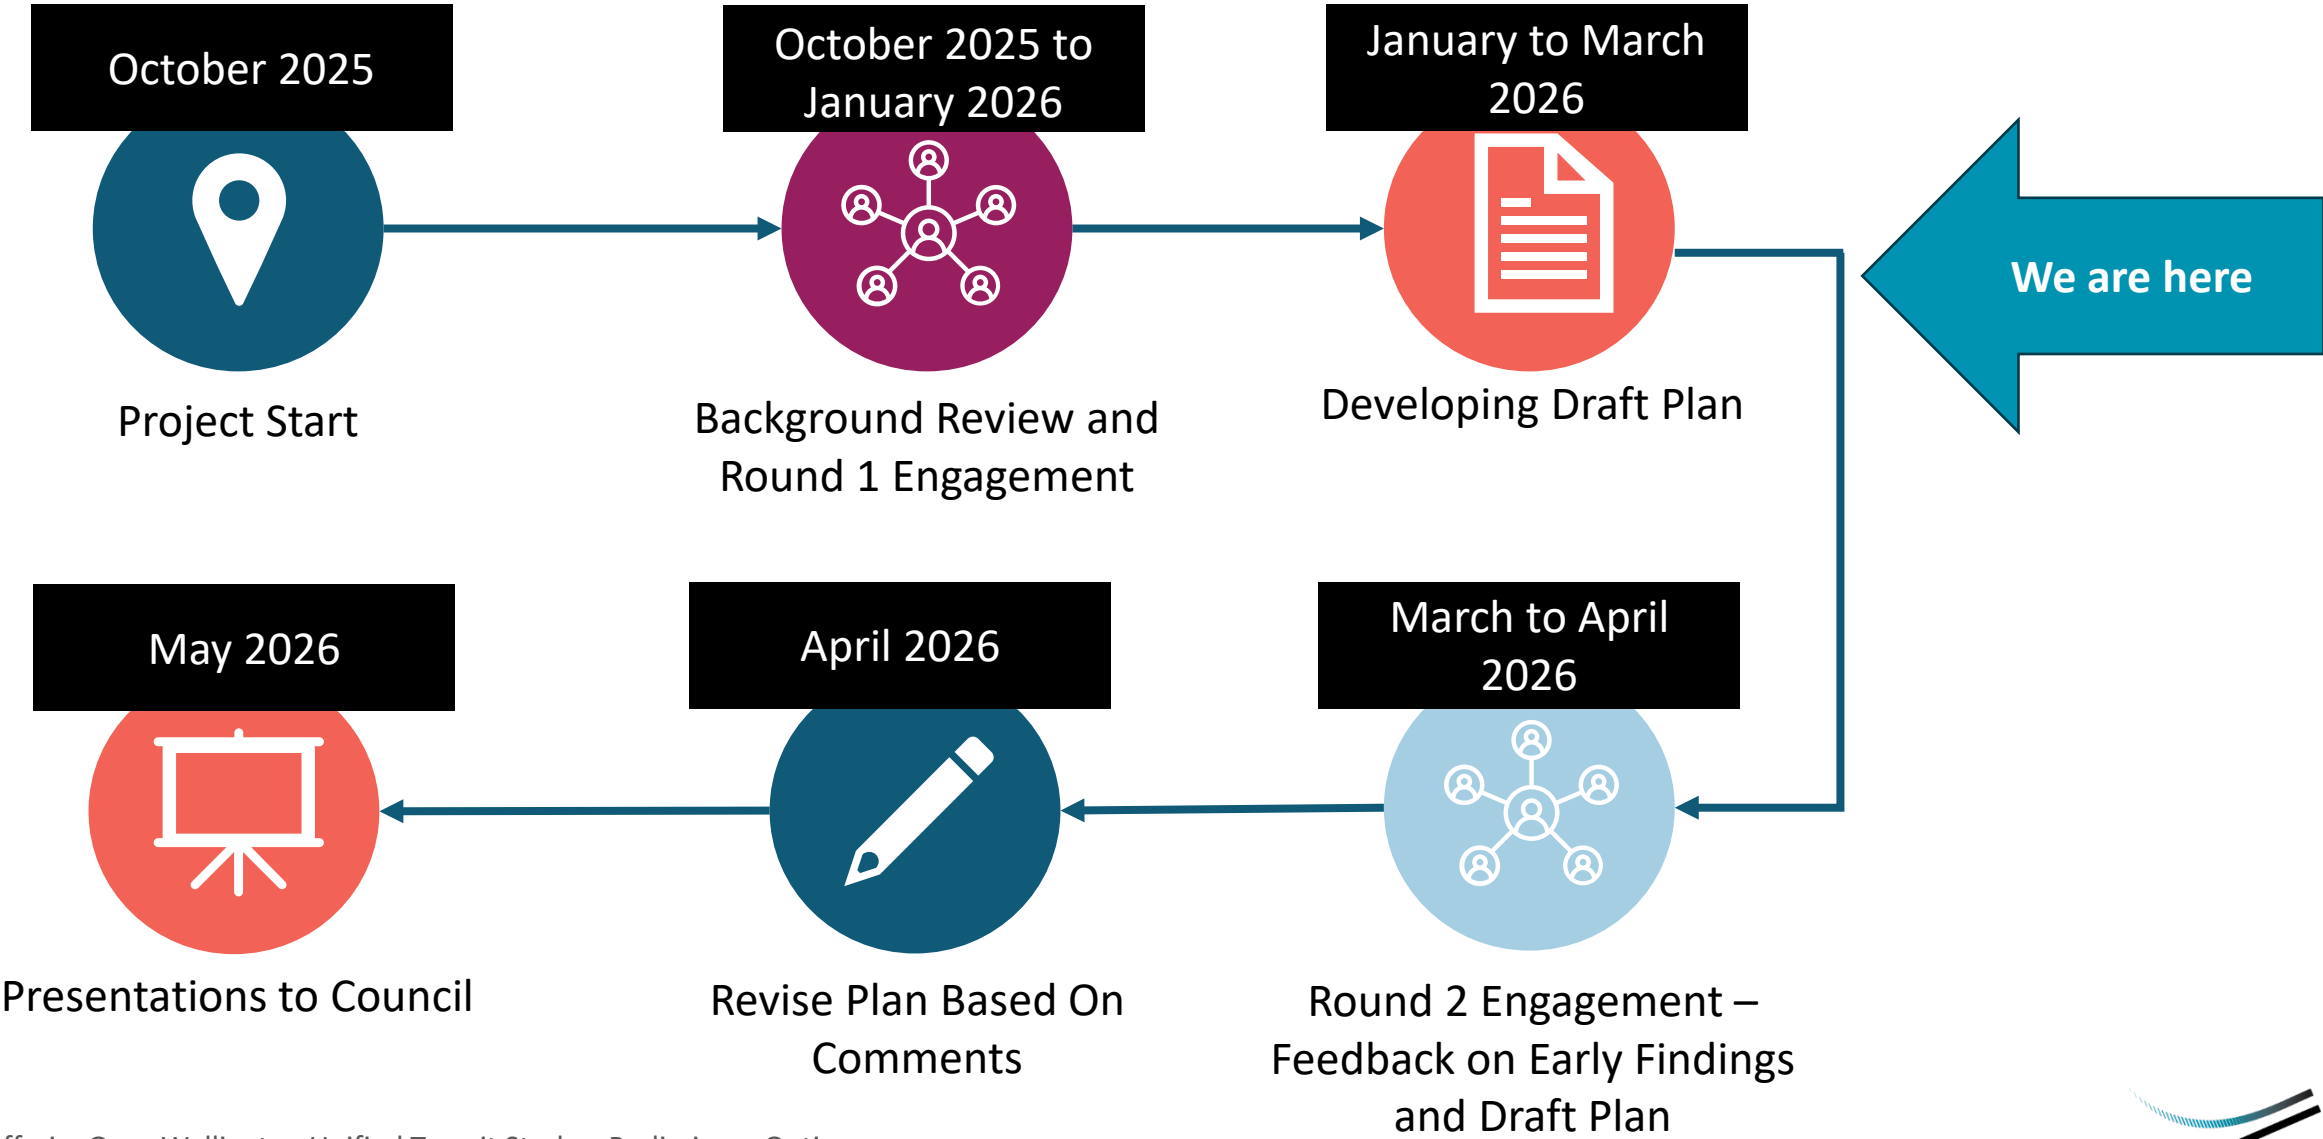 October 2025
October 2025 to
January 2026
January to March
2026
We are here
Project Start
Background Review and
Round 1 Engagement
Developing Draft Plan
May 2026
April 2026
March to April
2026
Presentations to Council
Revise Plan Based On
Comments
Round 2 Engagement –
Feedback on Early Findings
and Draft Plan